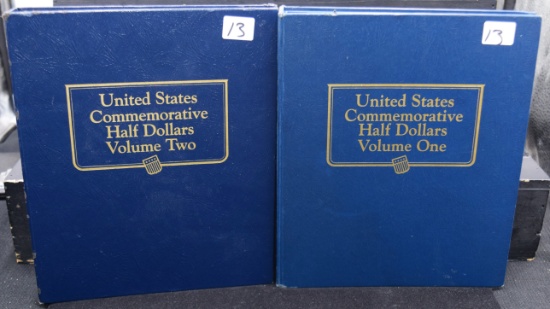 13
United States
Commemorative
Half Dollars
Volume Two
13
United States
Commemorative
Half Dollars
Volume One